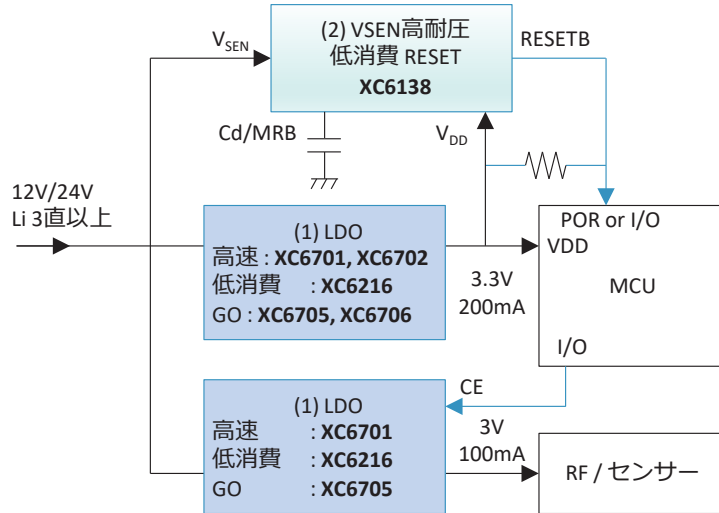 (2) VSEN高耐圧
低消費 RESET
XC6138
VSEN
RESETB
Cd/MRB
VDD
12V/24V
Li 3直以上
(1) LDO
高速 : XC6701, XC6702
低消費 : XC6216
GO : XC6705, XC6706
3.3V
200mA
POR or I/O
VDD
MCU
I/O
CE
(1) LDO
高速 : XC6701
低消費 : XC6216
GO : XC6705
3V
100mA
RF / センサー